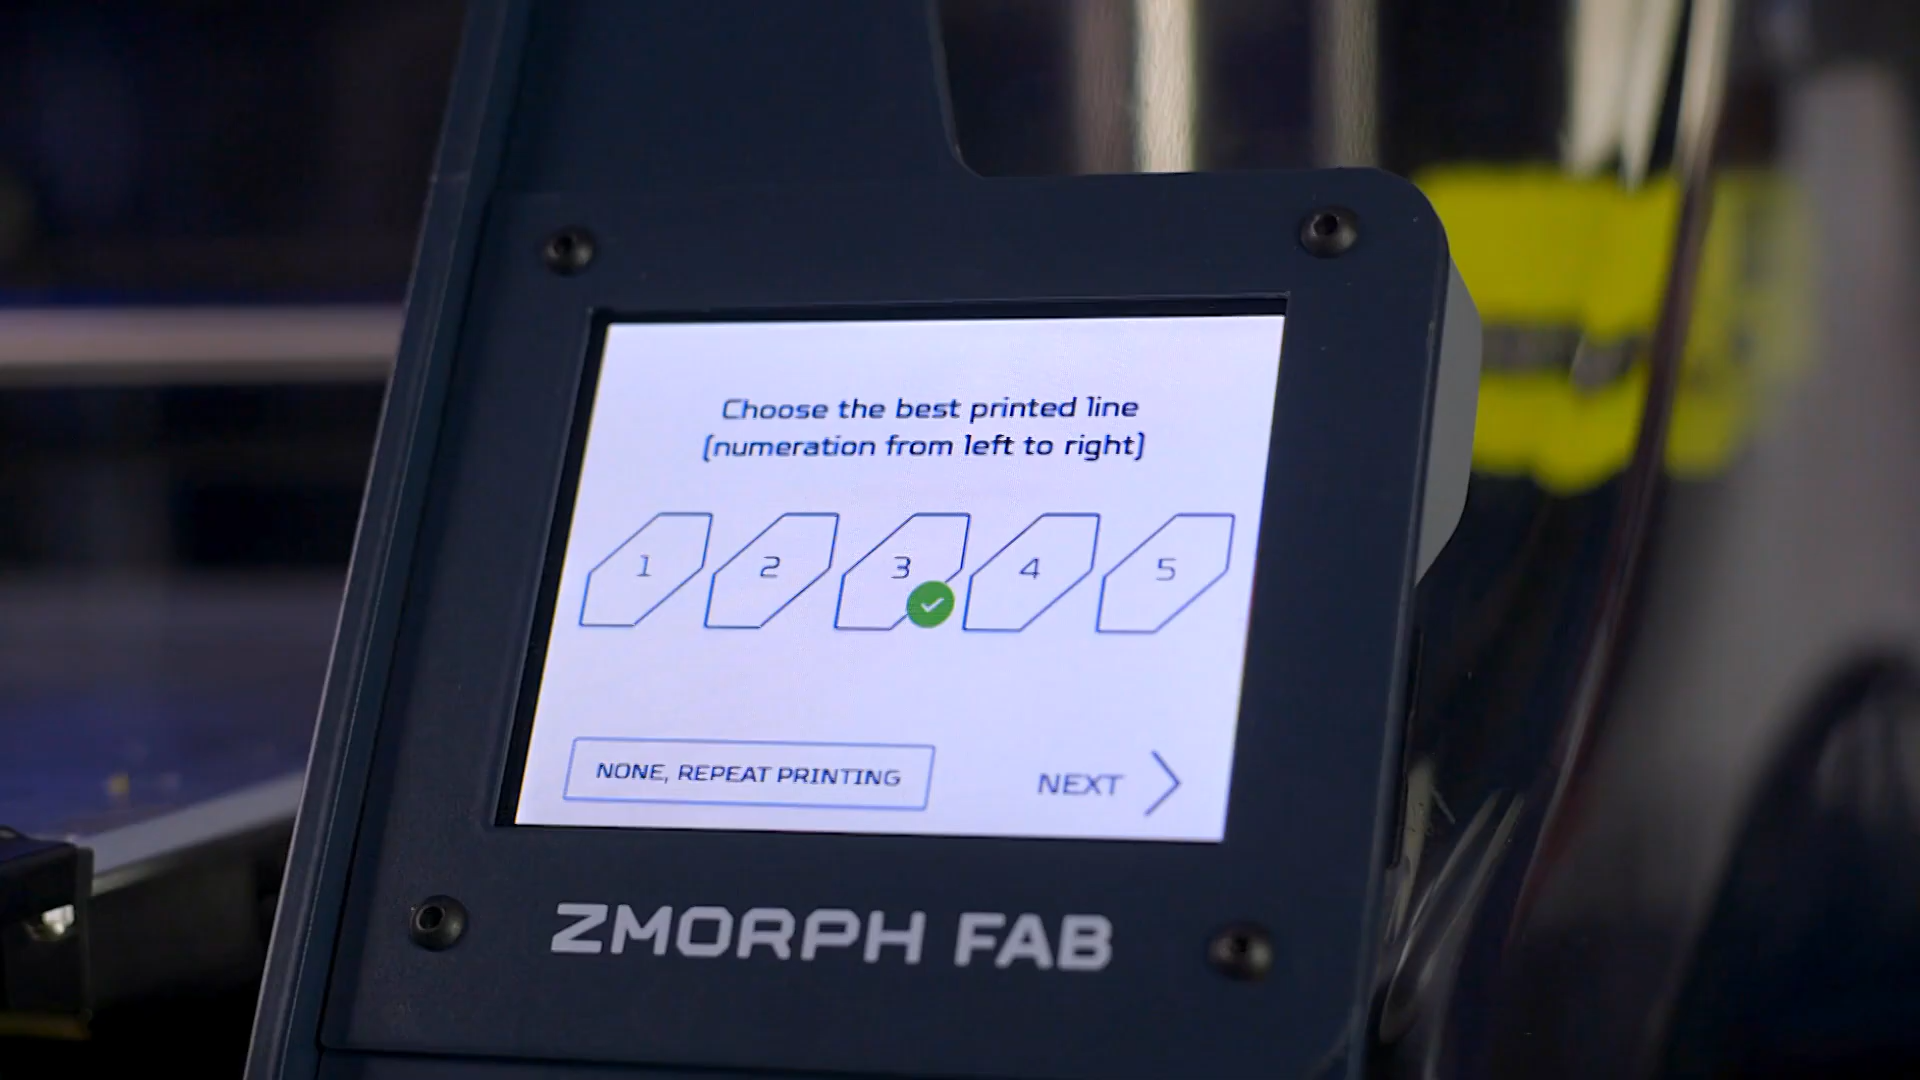 Choose the best printed line
(numeration from left to right)
1 2 3 4 5
NONE, REPEAT PRINTING NEXT
ZMORPH FAB